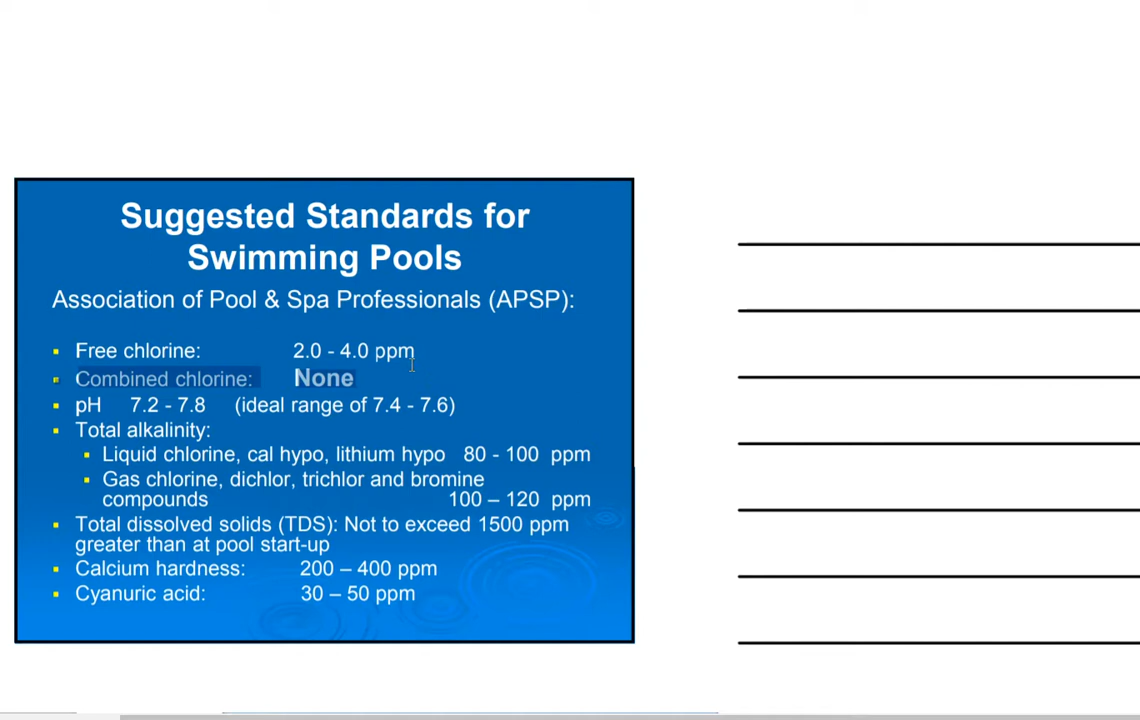 Suggested Standards for
Swimming Pools
Association of Pool & Spa Professionals (APSP):
Free chlorine: 2.0 - 4.0 ppm
Combined chlorine: None
pH 7.2 - 7.8 (ideal range of 7.4 - 7.6)
Total alkalinity:
Liquid chlorine, cal hypo, lithium hypo 80 - 100 ppm
Gas chlorine, dichlor, trichlor and bromine
compounds 100 – 120 ppm
Total dissolved solids (TDS): Not to exceed 1500 ppm
greater than at pool start-up
Calcium hardness: 200 – 400 ppm
Cyanuric acid: 30 – 50 ppm